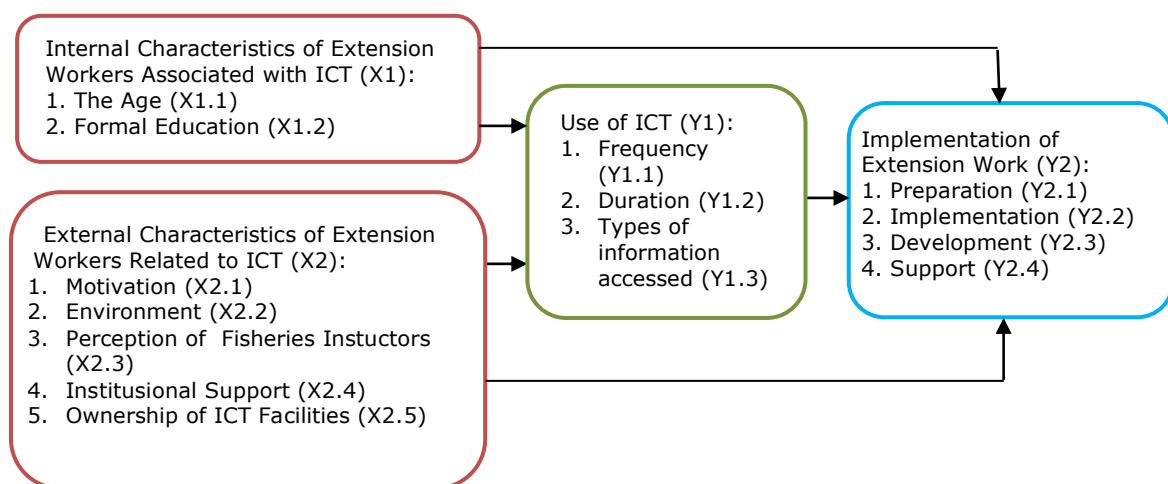 Internal Characteristics of Extension
Workers Associated with ICT (X1):
1. The Age (X1.1)
2. Formal Education (X1.2)
External Characteristics of Extension
Workers Related to ICT (X2):
1. Motivation (X2.1)
2. Environment (X2.2)
3. Perception of Fisheries Instuctors
(X2.3)
4. Institusional Support (X2.4)
5. Ownership of ICT Facilities (X2.5)
Use of ICT (Y1):
1. Frequency
(Y1.1)
2. Duration (Y1.2)
3. Types of
information
accessed (Y1.3)
Implementation of
Extension Work (Y2):
1. Preparation (Y2.1)
2. Implementation (Y2.2)
3. Development (Y2.3)
4. Support (Y2.4)